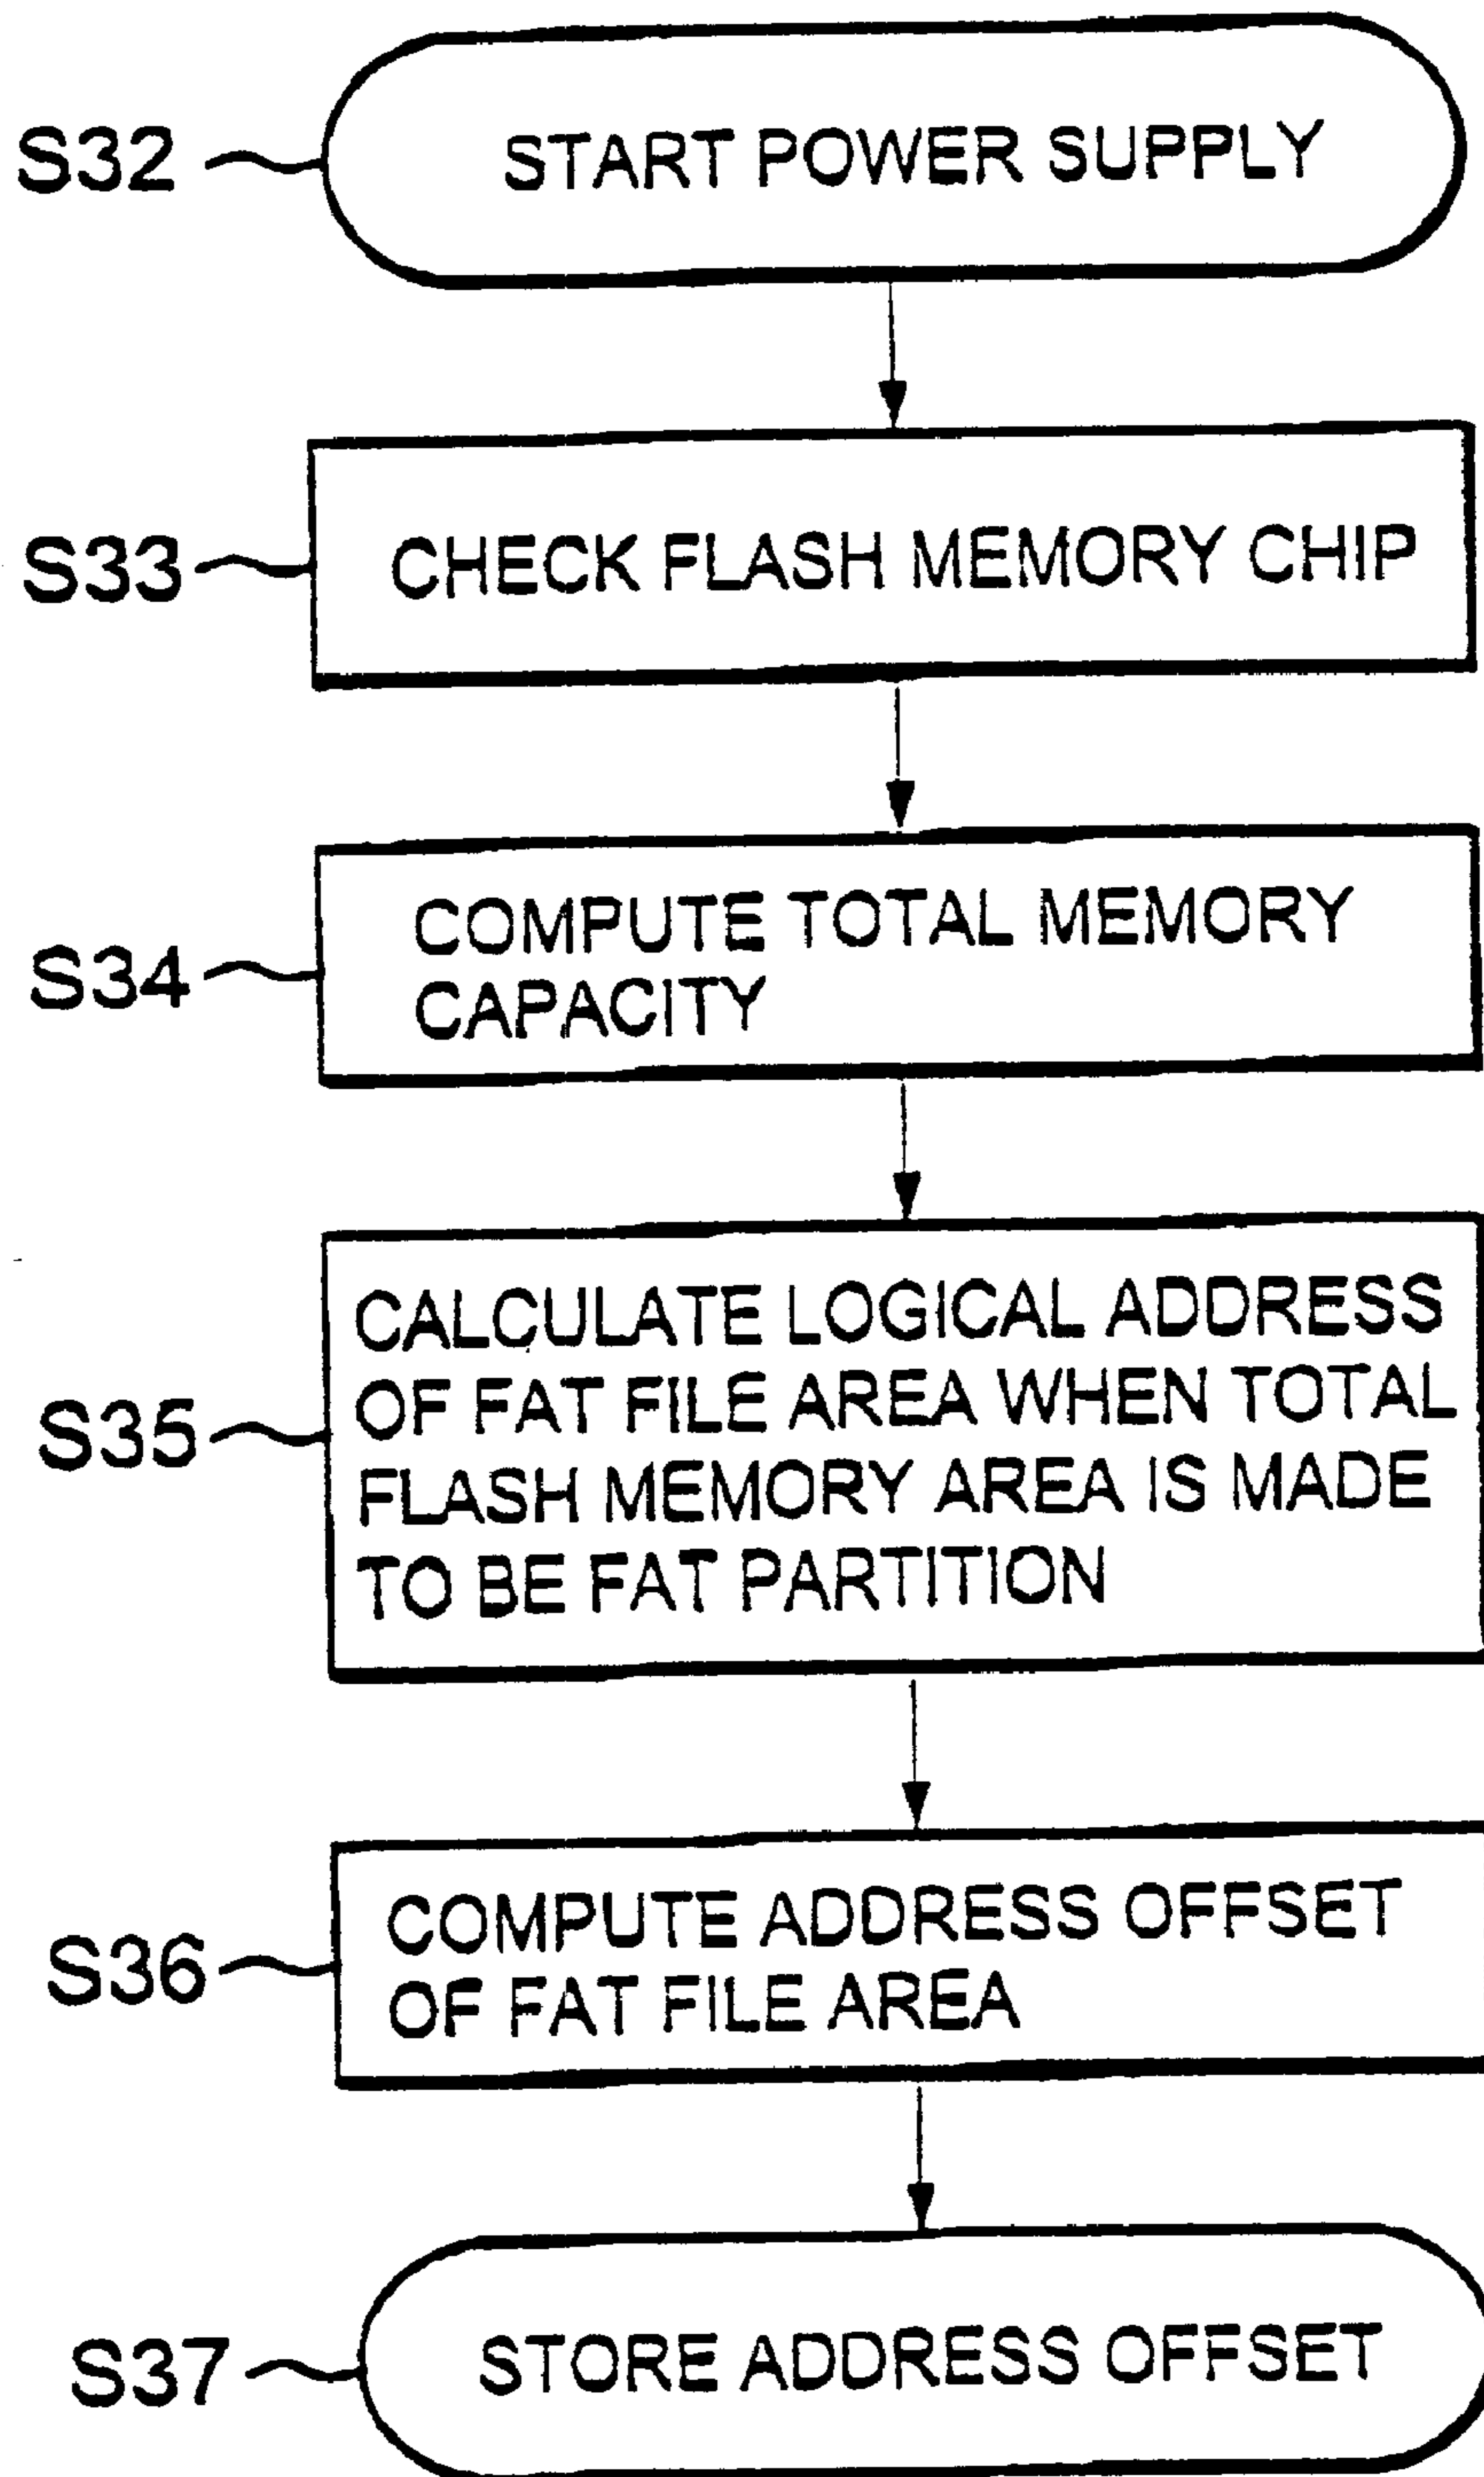 S32
START POWER SUPPLY
S33
CHECK FLASH MEMORY CHIP
S34
COMPUTE TOTAL MEMORY
CAPACITY
S35
CALCULATE LOGICAL ADDRESS
OF FAT FILE AREA WHEN TOTAL
FLASH MEMORY AREA IS MADE
TO BE FAT PARTITION
S36
COMPUTE ADDRESS OFFSET
OF FAT FILE AREA
S37
STORE ADDRESS OFFSET